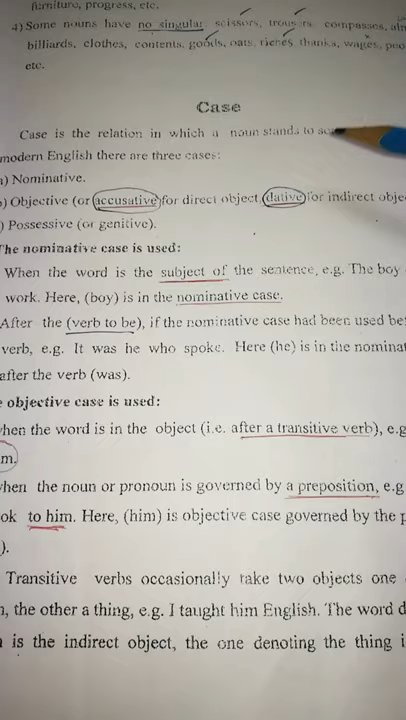 furniture, progress, etc.
4) Some nouns have no singular: scissors, trousers, compasses, alm
billiards, clothes, contents, goods, oats, riches, thanks, wages,
etc.
Case
Case is the relation in which a noun stands to
modern English there are three cases:
) Nominative.
) Objective (or accusative) for direct object, (dative) for indirect obje
) Possessive (or genitive).
The nominative case is used:
When the word is the subject of the sentence, e.g. The boy
work. Here, (boy) is in the nominative case.
After the (verb to be), if the nominative case had been used be
verb, e.g. It was he who spoke. Here (he) is in the nominat
after the verb (was).
e objective case is used:
when the word is in the object (i.e. after a transitive verb), e.g
m.
when the noun or pronoun is governed by a preposition, e.g
ok to him. Here, (him) is objective case governed by the p
).
Transitive verbs occasionally take two objects one
n, the other a thing, e.g. I taught him English. The word d
is the indirect object, the one denoting the thing i